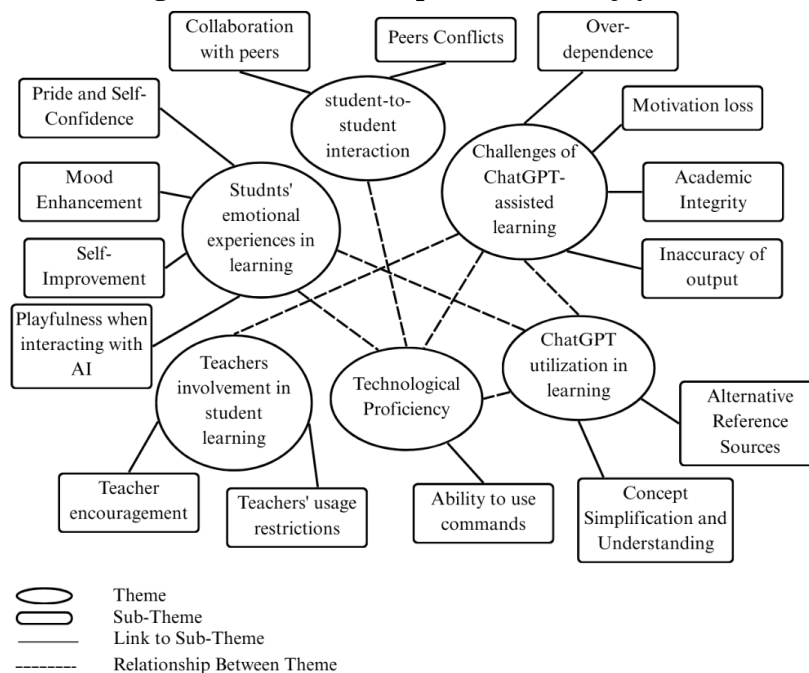 Collaboration
with peers
Peers Conflicts
Over-
dependence
Pride and Self-
Confidence
student-to-
student
interaction
Motivation loss
Challenges of
ChatGPT-
assisted
learning
Mood
Enhancement
Studnts'
emotional
experiences in
learning
Academic
Integrity
Self-
Improvement
Inaccuracy of
output
Playfulness when
interacting with
AI
Teachers
involvement in
student
learning
Technological
Proficiency
ChatGPT
utilization in
learning
Alternative
Reference
Sources
Teacher
encouragement
Teachers' usage
restrictions
Ability to use
commands
Concept
Simplification and
Understanding
Theme
Sub-Theme
Link to Sub-Theme
Relationship Between Theme